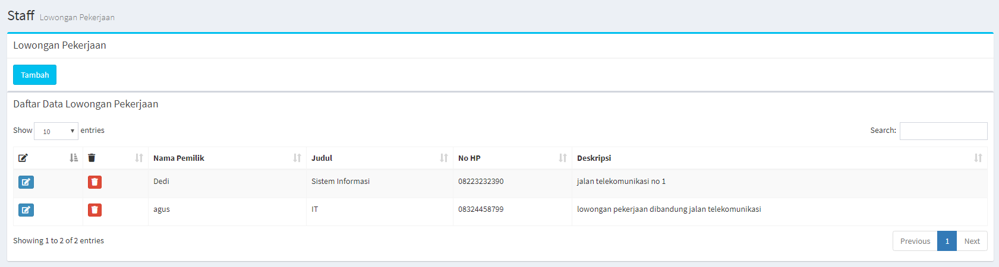 Staff Lowongan Pekerjaan
Lowongan Pekerjaan
Tambah
Daftar Data Lowongan Pekerjaan
Show 10 entries Search:
Nama Pemilik Judul No HP Deskripsi
Dedi Sistem Informasi 08223232390 jalan telekomunikasi no 1
agus IT 08324458799 lowongan pekerjaan dibandung jalan telekomunikasi
Showing 1 to 2 of 2 entries Previous 1 Next